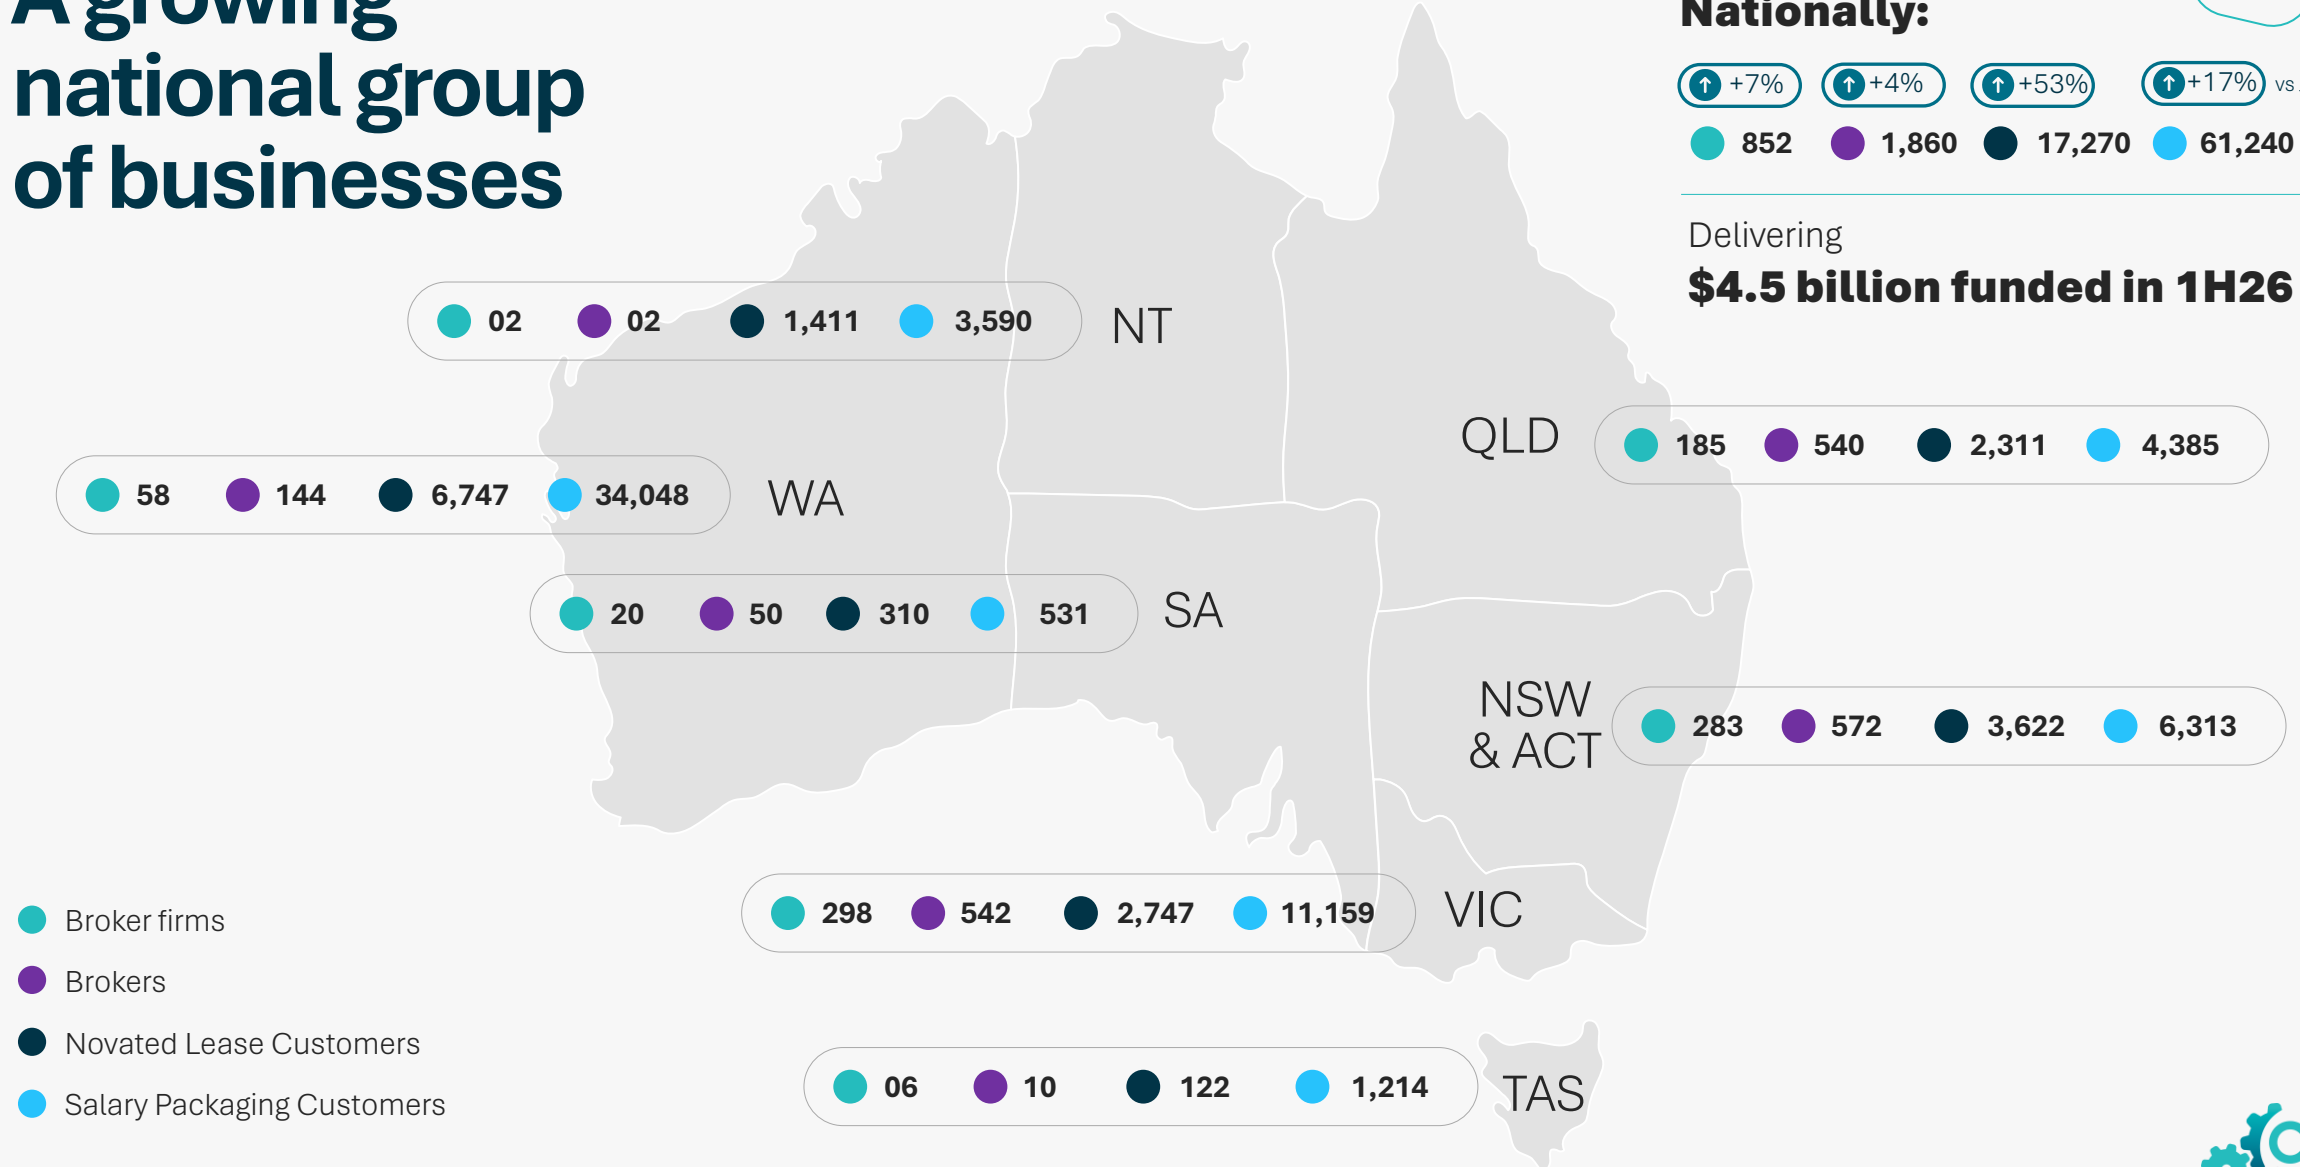 A growing
national group
of businesses
Nationally:
+7% +4% +53% +17% vs
852 1,860 17,270 61,240
Delivering
$4.5 billion funded in 1H26
02 02 1,411 3,590 NT
QLD 185 540 2,311 4,385
58 144 6,747 34,048 WA
20 50 310 531 SA
NSW
& ACT
283 572 3,622 6,313
298 542 2,747 11,159 VIC
06 10 122 1,214 TAS
Broker firms
Brokers
Novated Lease Customers
Salary Packaging Customers